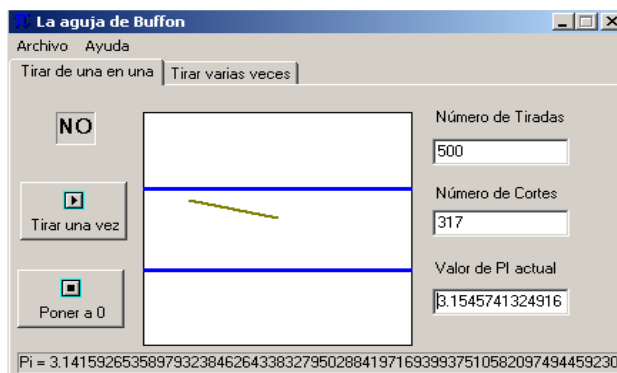 La aguja de Buffon
Archivo Ayuda
Tirar de una en una Tirar varias veces
NO
Tirar una vez
Poner a 0
Número de Tiradas
500
Número de Cortes
317
Valor de PI actual
3.1545741324916
Pi = 3.1415926535897932384626433832795028841971693993751058209749445923０